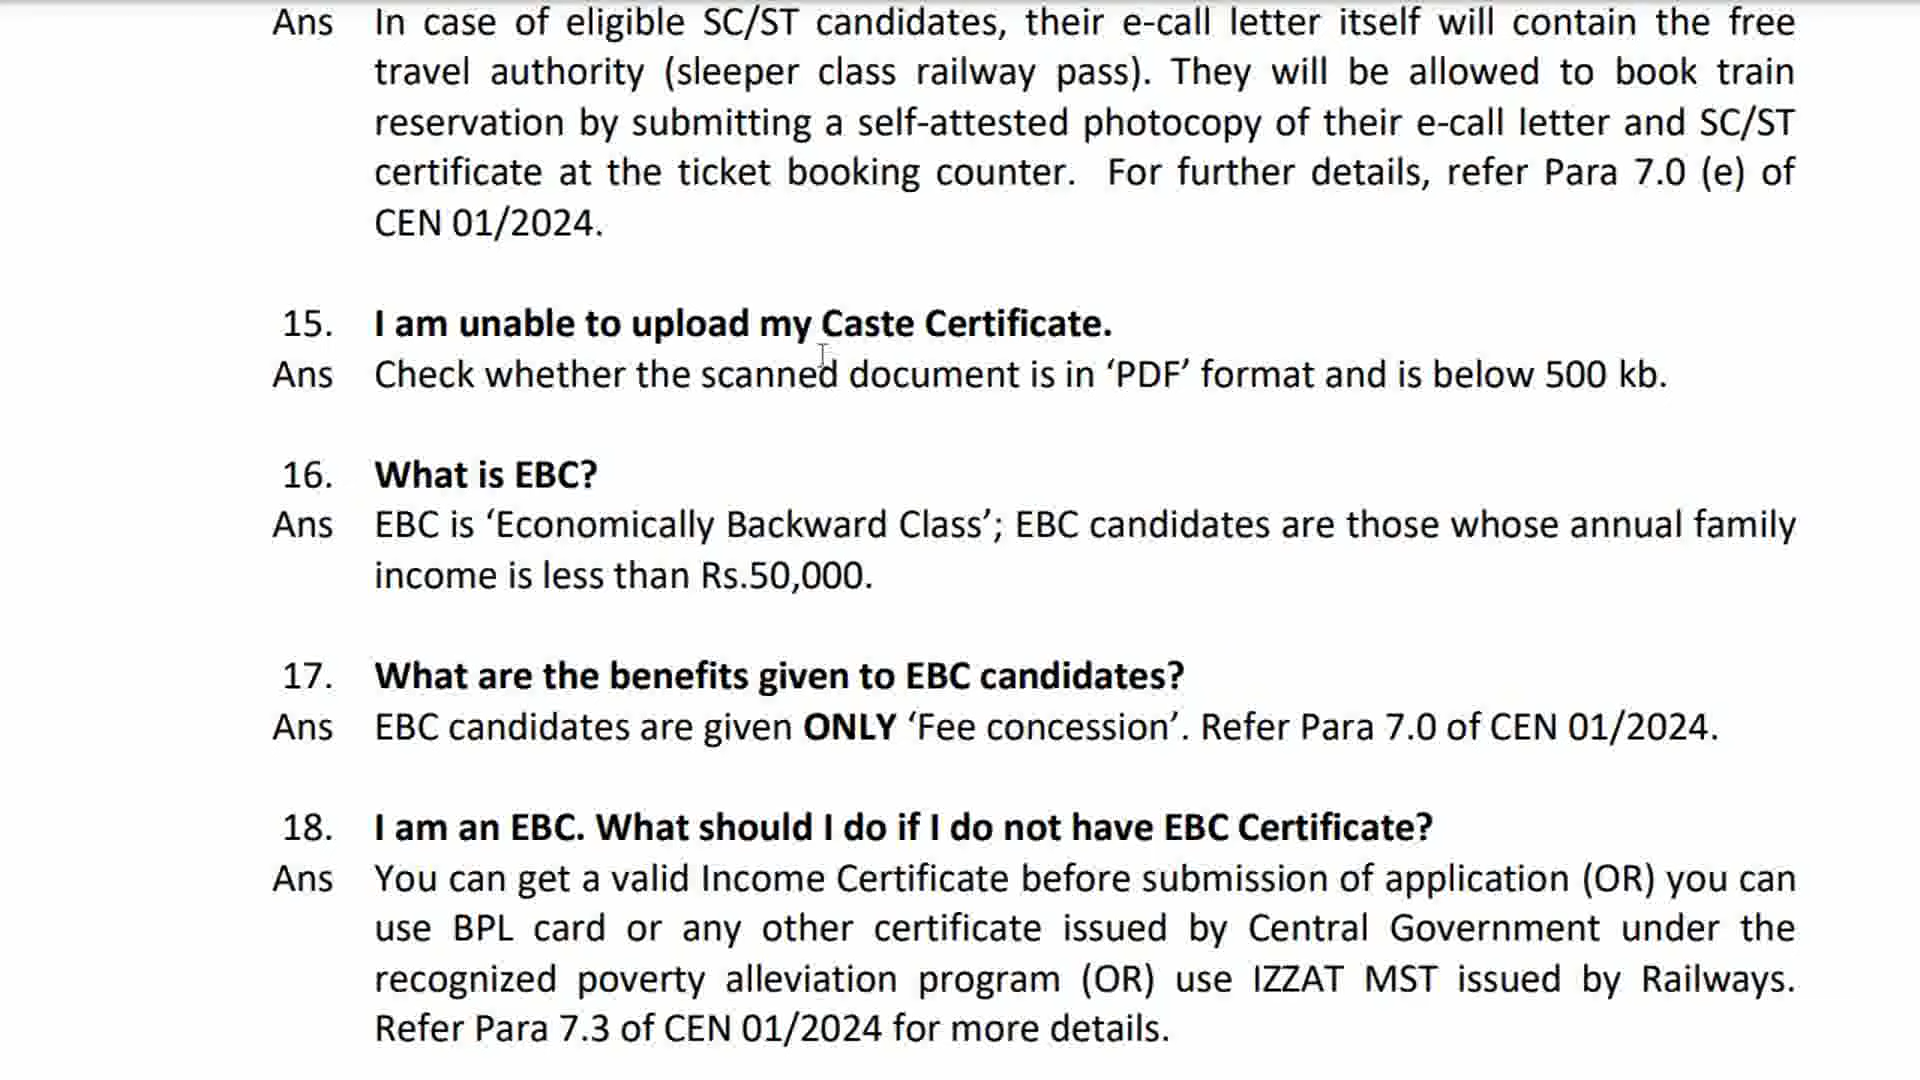 Ans In case of eligible SC/ST candidates, their e-call letter itself will contain the free
travel authority (sleeper class railway pass). They will be allowed to book train
reservation by submitting a self-attested photocopy of their e-call letter and SC/ST
certificate at the ticket booking counter. For further details, refer Para 7.0 (e) of
CEN 01/2024.
15. I am unable to upload my Caste Certificate.
Ans Check whether the scanned document is in ‘PDF’ format and is below 500 kb.
16. What is EBC?
Ans EBC is ‘Economically Backward Class’; EBC candidates are those whose annual family
income is less than Rs.50,000.
17. What are the benefits given to EBC candidates?
Ans EBC candidates are given ONLY ‘Fee concession’. Refer Para 7.0 of CEN 01/2024.
18. I am an EBC. What should I do if I do not have EBC Certificate?
Ans You can get a valid Income Certificate before submission of application (OR) you can
use BPL card or any other certificate issued by Central Government under the
recognized poverty alleviation program (OR) use IZZAT MST issued by Railways.
Refer Para 7.3 of CEN 01/2024 for more details.